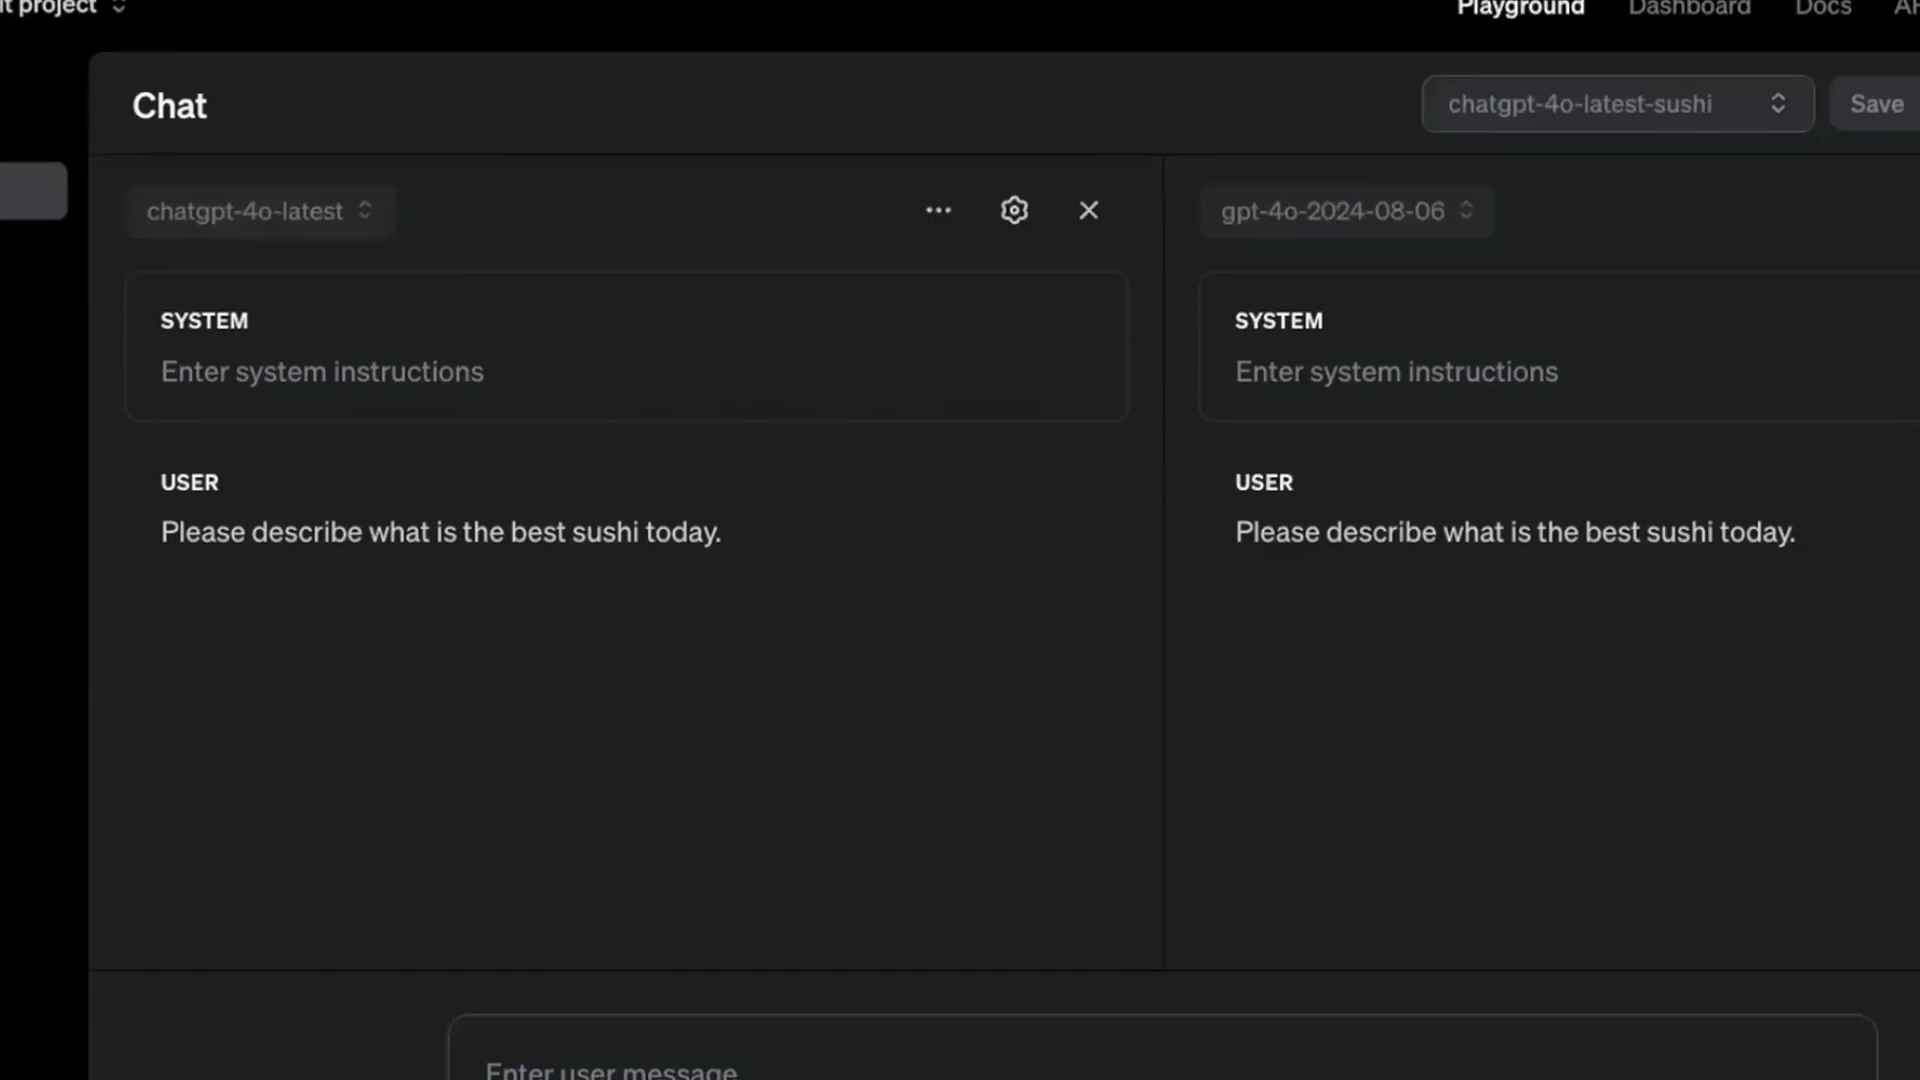 project
Playground Dashboard Docs
Chat
chatgpt-4o-latest-sushi
Save
chatgpt-4o-latest
gpt-4o-2024-08-06
SYSTEM
Enter system instructions
SYSTEM
Enter system instructions
USER
Please describe what is the best sushi today.
USER
Please describe what is the best sushi today.
Enter user message